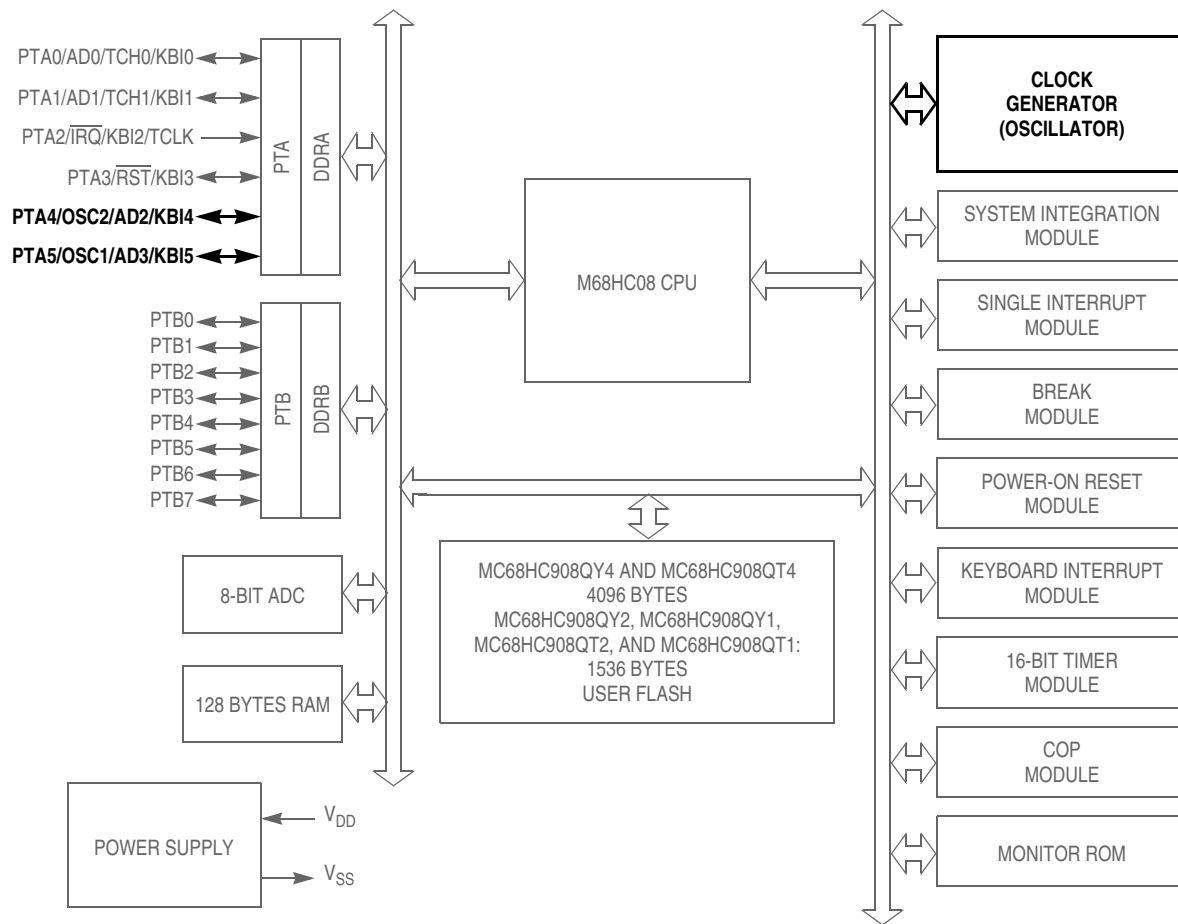 PTA0/AD0/TCH0/KBI0
PTA1/AD1/TCH1/KBI1
PTA2/IRQ/KBI2/TCLK
PTA3/RST/KBI3
PTA4/OSC2/AD2/KBI4
PTA5/OSC1/AD3/KBI5
PTA
DDRA
PTB0
PTB1
PTB2
PTB3
PTB4
PTB5
PTB6
PTB7
PTB
DDRB
8-BIT ADC
128 BYTES RAM
POWER SUPPLY
VDD
VSS
M68HC08 CPU
MC68HC908QY4 AND MC68HC908QT4
4096 BYTES
MC68HC908QY2, MC68HC908QY1,
MC68HC908QT2, AND MC68HC908QT1:
1536 BYTES
USER FLASH
CLOCK
GENERATOR
(OSCILLATOR)
SYSTEM INTEGRATION
MODULE
SINGLE INTERRUPT
MODULE
BREAK
MODULE
POWER-ON RESET
MODULE
KEYBOARD INTERRUPT
MODULE
16-BIT TIMER
MODULE
COP
MODULE
MONITOR ROM